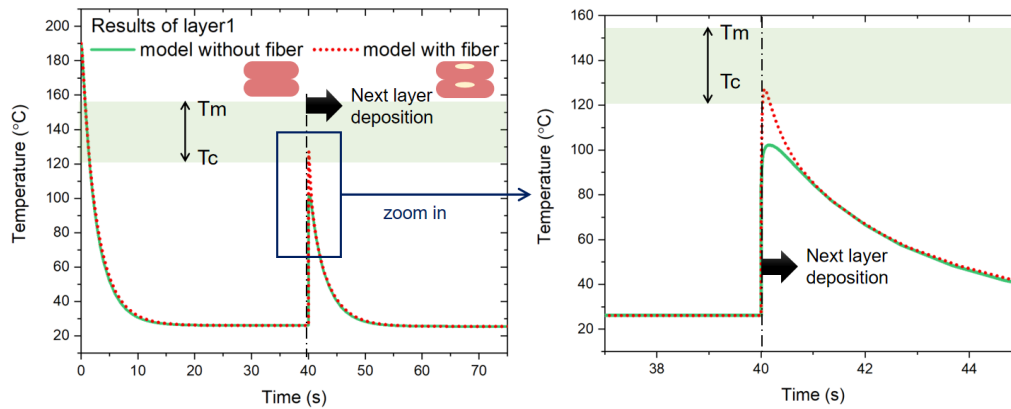 Results of layer1
model without fiber
model with fiber
Tm
Tc
Next layer
deposition
zoom in
Temperature (°C)
220
200
180
160
140
120
100
80
60
40
20
0 10 20 30 40 50 60 70
Time (s)
Tm
Tc
Next layer
deposition
Temperature (°C)
160
140
120
100
80
60
40
20
38 40 42 44
Time (s)